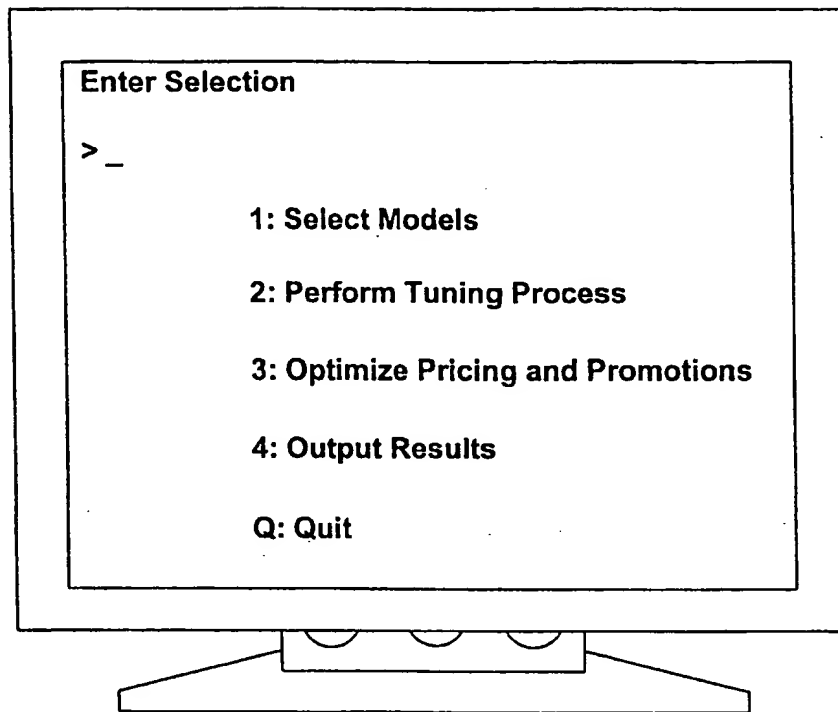 Enter Selection
>_
1: Select Models
2: Perform Tuning Process
3: Optimize Pricing and Promotions
4: Output Results
Q: Quit